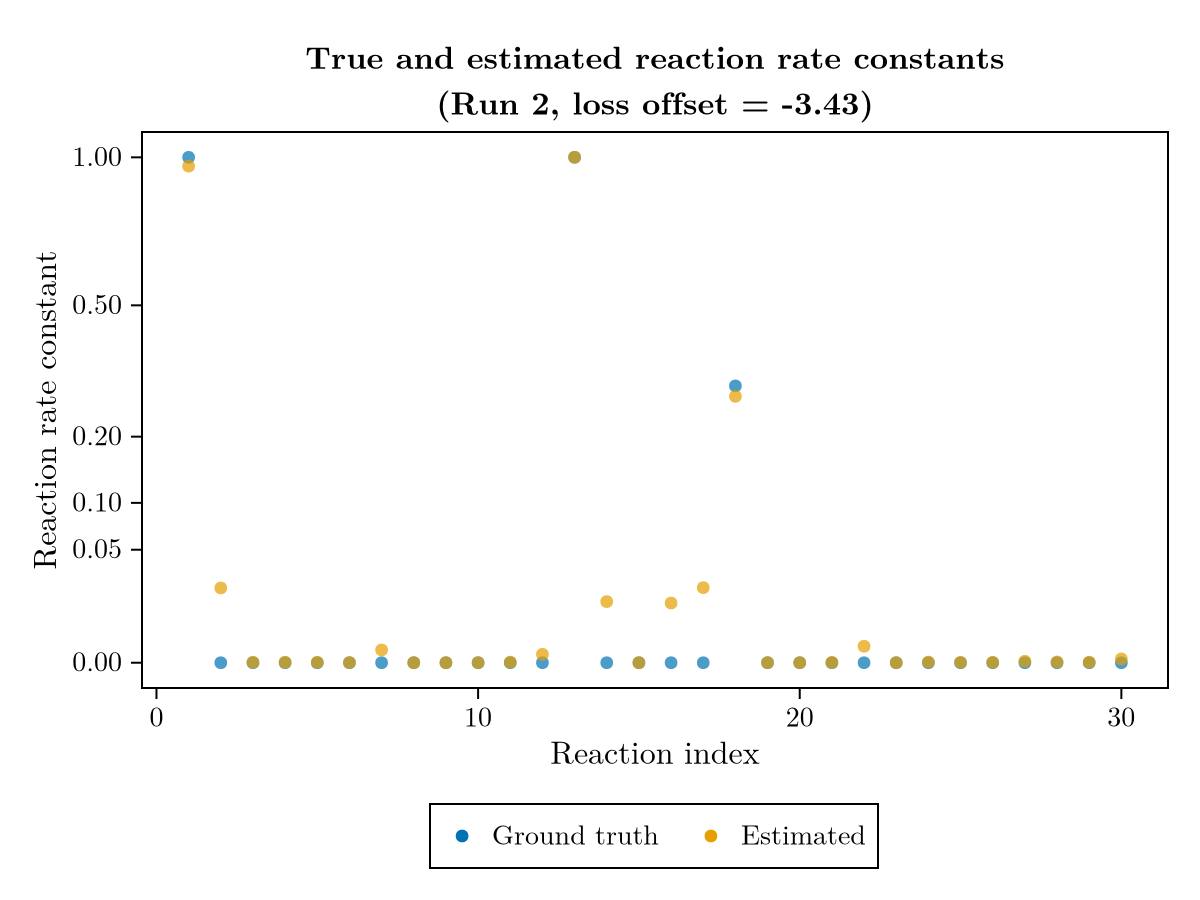 True and estimated reaction rate constants
(Run 2, loss offset = -3.43)
Reaction rate constant
1.00
0.50
0.20
0.10
0.05
0.00
0 10 20 30
Reaction index
Ground truth Estimated